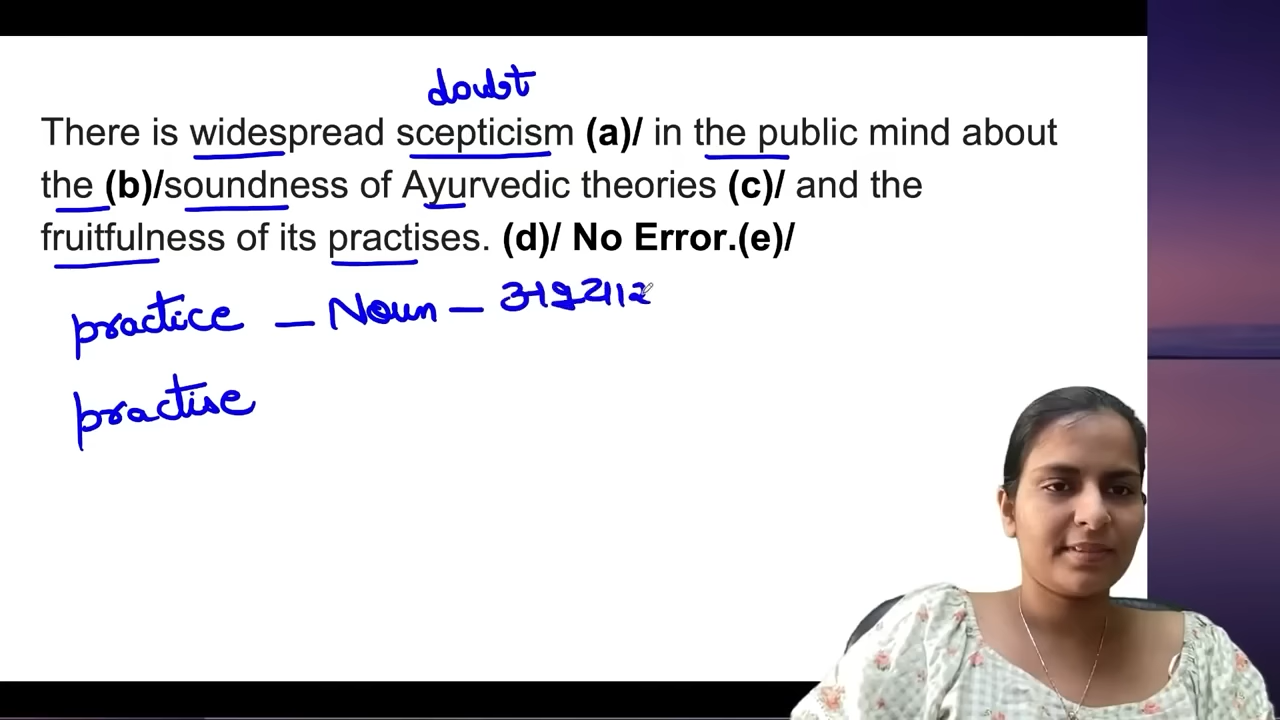 doubt
There is widespread scepticism (a)/ in the public mind about
the (b)/soundness of Ayurvedic theories (c)/ and the
fruitfulness of its practises. (d)/ No Error.(e)/
practice – Noun –
practise